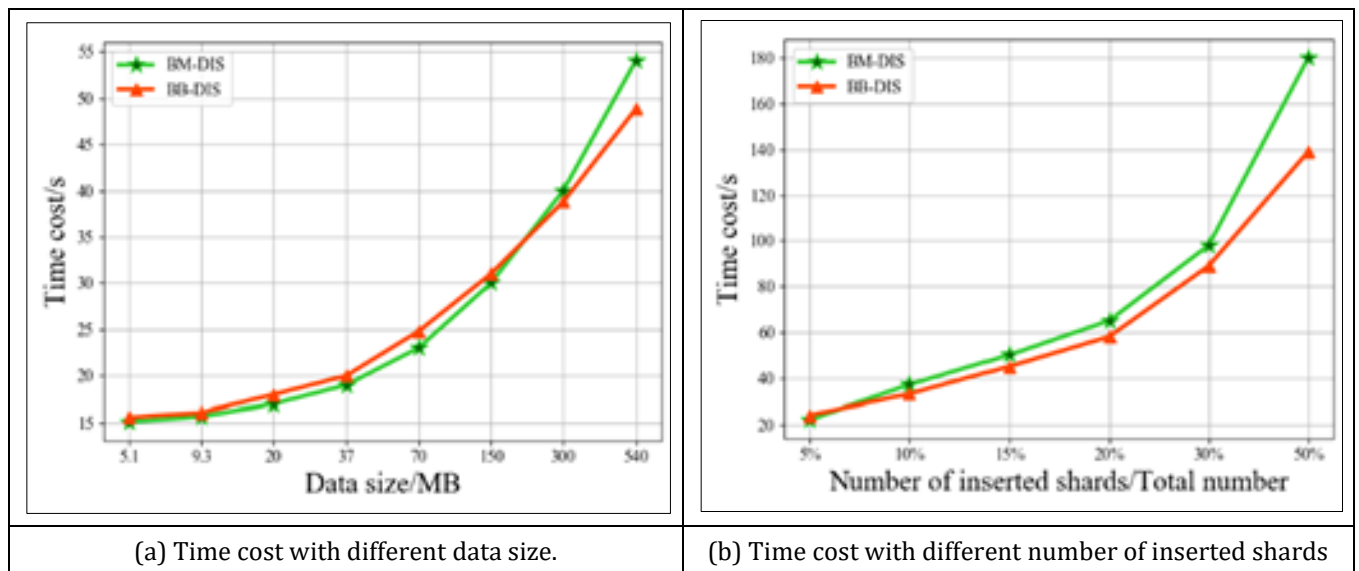 55
50
45
40
35
30
25
20
15
BM-DIS
BB-DIS
Time cost/s
5.1 9.3 20 37 70 150 300 540
Data size/MB
(a) Time cost with different data size.
180
160
140
120
100
80
60
40
20
BM-DIS
BB-DIS
Time cost/s
5% 10% 15% 20% 30% 50%
Number of inserted shards/Total number
(b) Time cost with different number of inserted shards